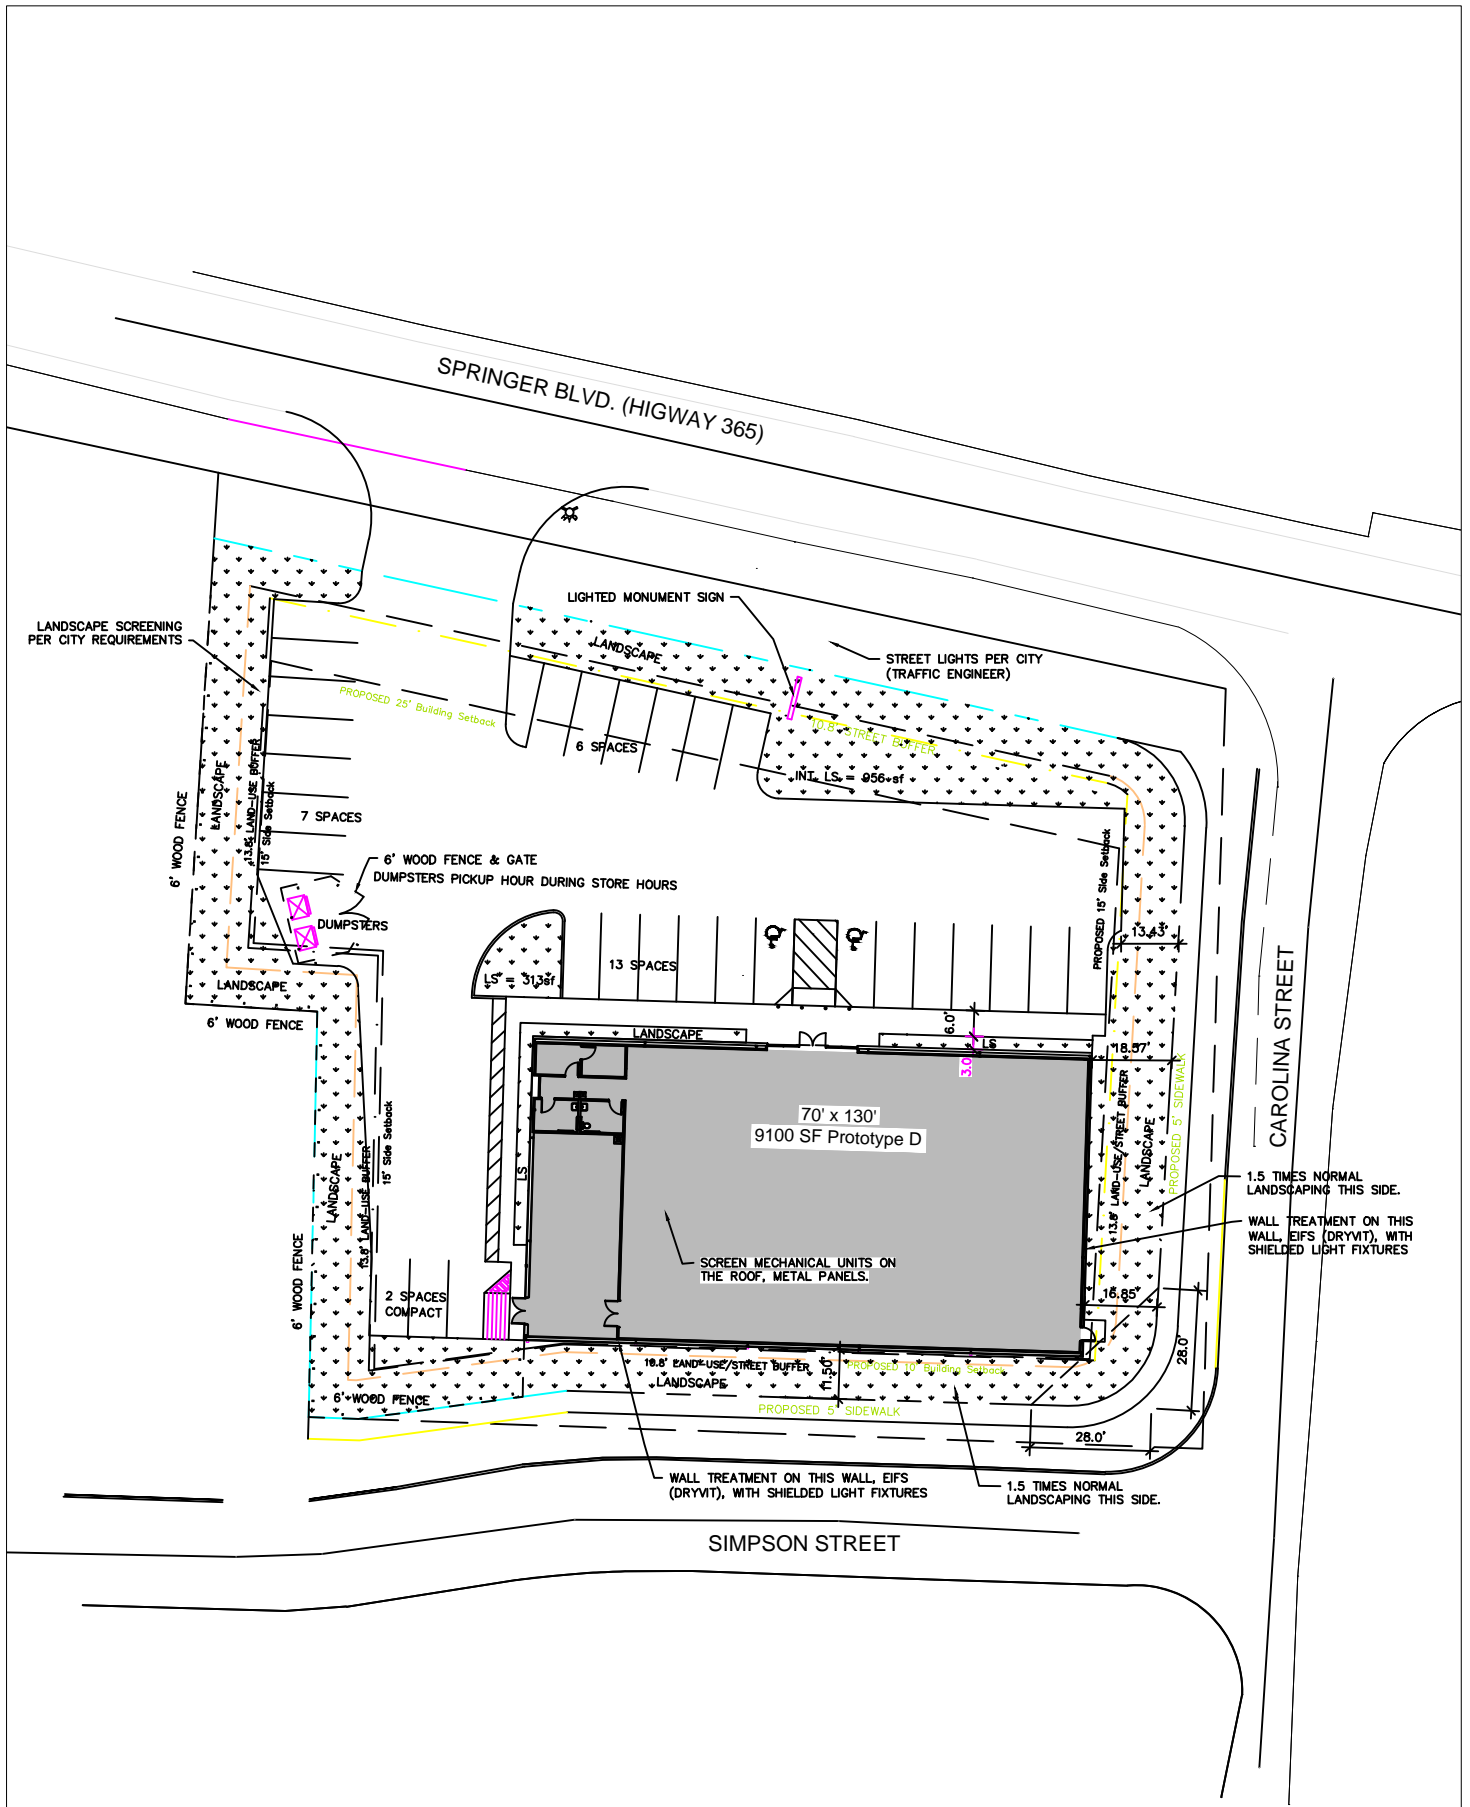 SPRINGER BLVD. (HIGWAY 365)
LIGHTED MONUMENT SIGN
LANDSCAPE SCREENING
PER CITY REQUIREMENTS
LANDSCAPE
STREET LIGHTS PER CITY
(TRAFFIC ENGINEER)
PROPOSED 25' Building Setback
10.8' STREET BUFFER
6 SPACES
INT. LS = 956 sf
LANDSCAPE
13.8' LAND-USE BUFFER
15' Side Setback
7 SPACES
6' WOOD FENCE
6' WOOD FENCE & GATE
DUMPSTERS PICKUP HOUR DURING STORE HOURS
DUMPSTERS
PROPOSED 15' Side Setback
13.43'
13 SPACES
LS = 313sf
LANDSCAPE
6' WOOD FENCE
6.0'
3.0
LANDSCAPE
LS
18.57'
CAROLINA STREET
70' x 130'
9100 SF Prototype D
PROPOSED 5' SIDEWALK
13.8' LAND-USE/STREET BUFFER
LANDSCAPE
LS
LANDSCAPE
13.8' LAND-USE BUFFER
15' Side Setback
1.5 TIMES NORMAL
LANDSCAPING THIS SIDE.
WALL TREATMENT ON THIS
WALL, EIFS (DRYVIT), WITH
SHIELDED LIGHT FIXTURES
SCREEN MECHANICAL UNITS ON
THE ROOF, METAL PANELS.
6' WOOD FENCE
2 SPACES
COMPACT
16.85'
28.0'
10.8' LAND-USE/STREET BUFFER
PROPOSED 10' Building Setback
11.50'
LANDSCAPE
6' WOOD FENCE
PROPOSED 5' SIDEWALK
28.0'
WALL TREATMENT ON THIS WALL, EIFS
(DRYVIT), WITH SHIELDED LIGHT FIXTURES
1.5 TIMES NORMAL
LANDSCAPING THIS SIDE.
SIMPSON STREET